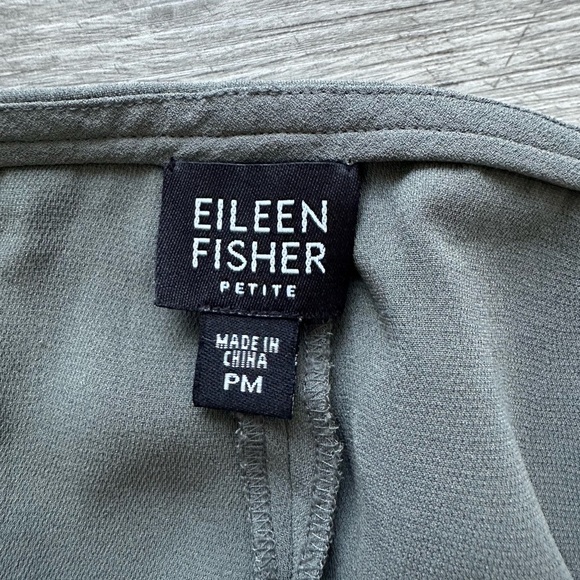 EILEEN
FISHER
PETITE
MADE IN
CHINA
PM